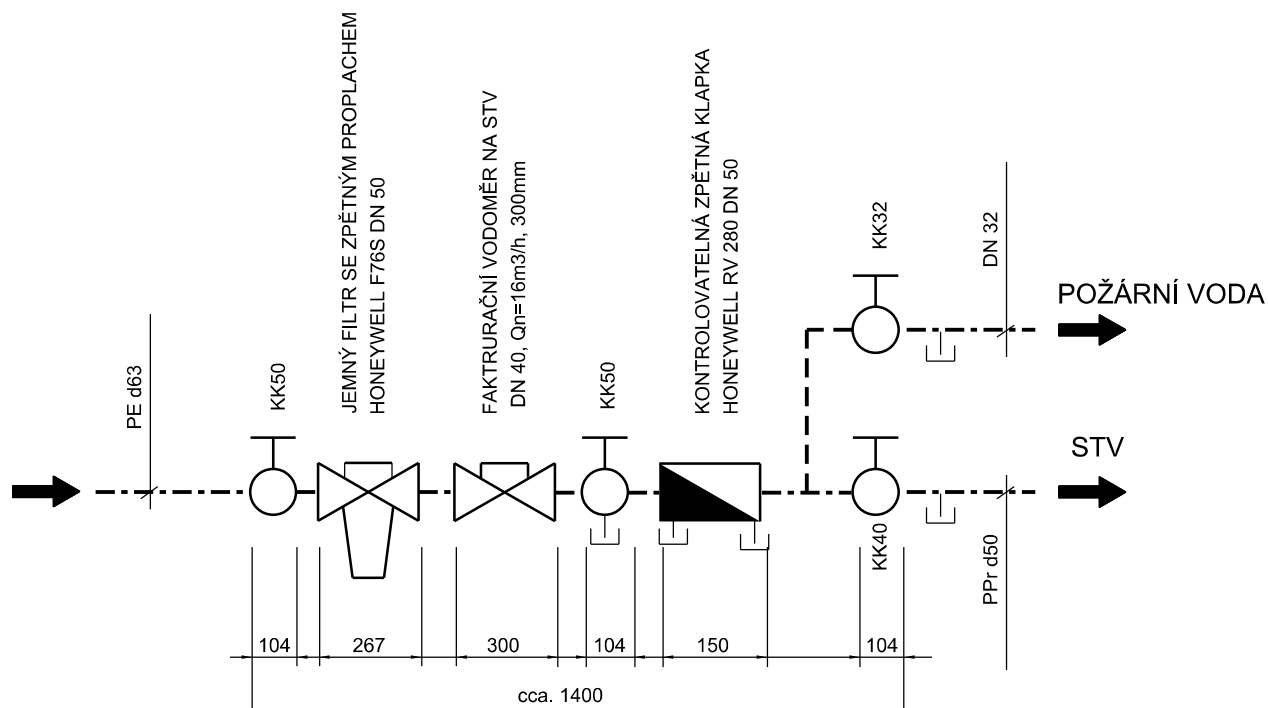 PE d63
KK50
JEMNÝ FILTR SE ZPĚTNÝM PROPLACHEM
HONEYWELL F76S DN 50
FAKTRURAČNÍ VODOMĚR NA STV
DN 40, Qn=16m3/h, 300mm
KK50
KONTROLOVATELNÁ ZPĚTNÁ KLAPKA
HONEYWELL RV 280 DN 50
KK32
DN 32
POŽÁRNÍ VODA
STV
KK40
PPr d50
104
267
300
104
150
104
cca. 1400